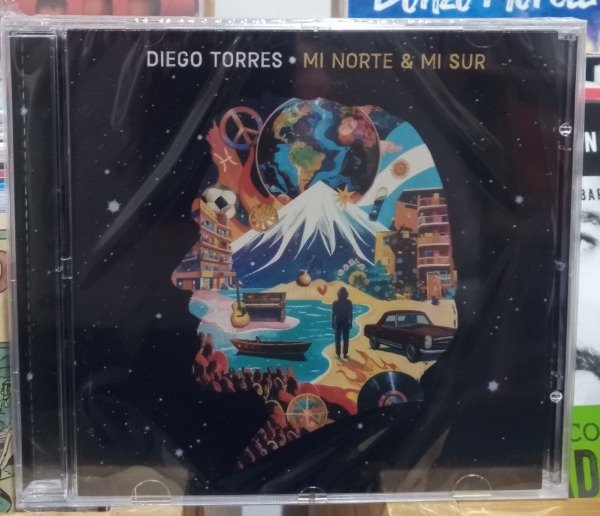 DIEGO TORRES • MI NORTE & MI SUR